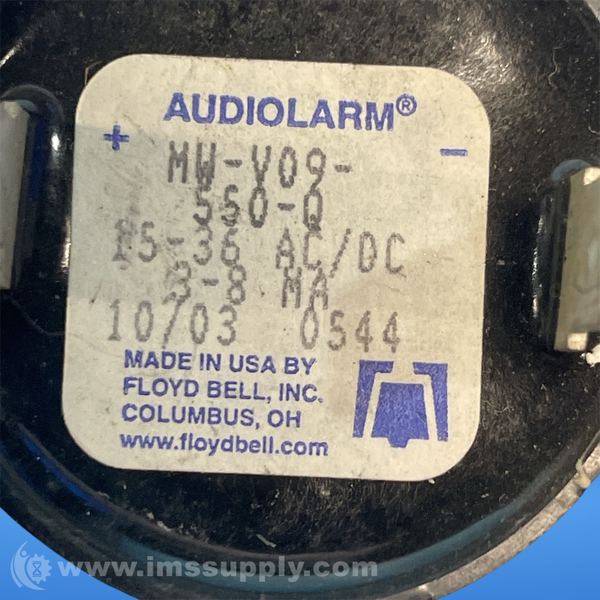 AUDIOLARM®
+ MW-V09- -
550-Q
15-36 AC/DC
3-8 MA
10/03 0544
MADE IN USA BY
FLOYD BELL, INC.
COLUMBUS, OH
www.floydbell.com
www.imssupply.com